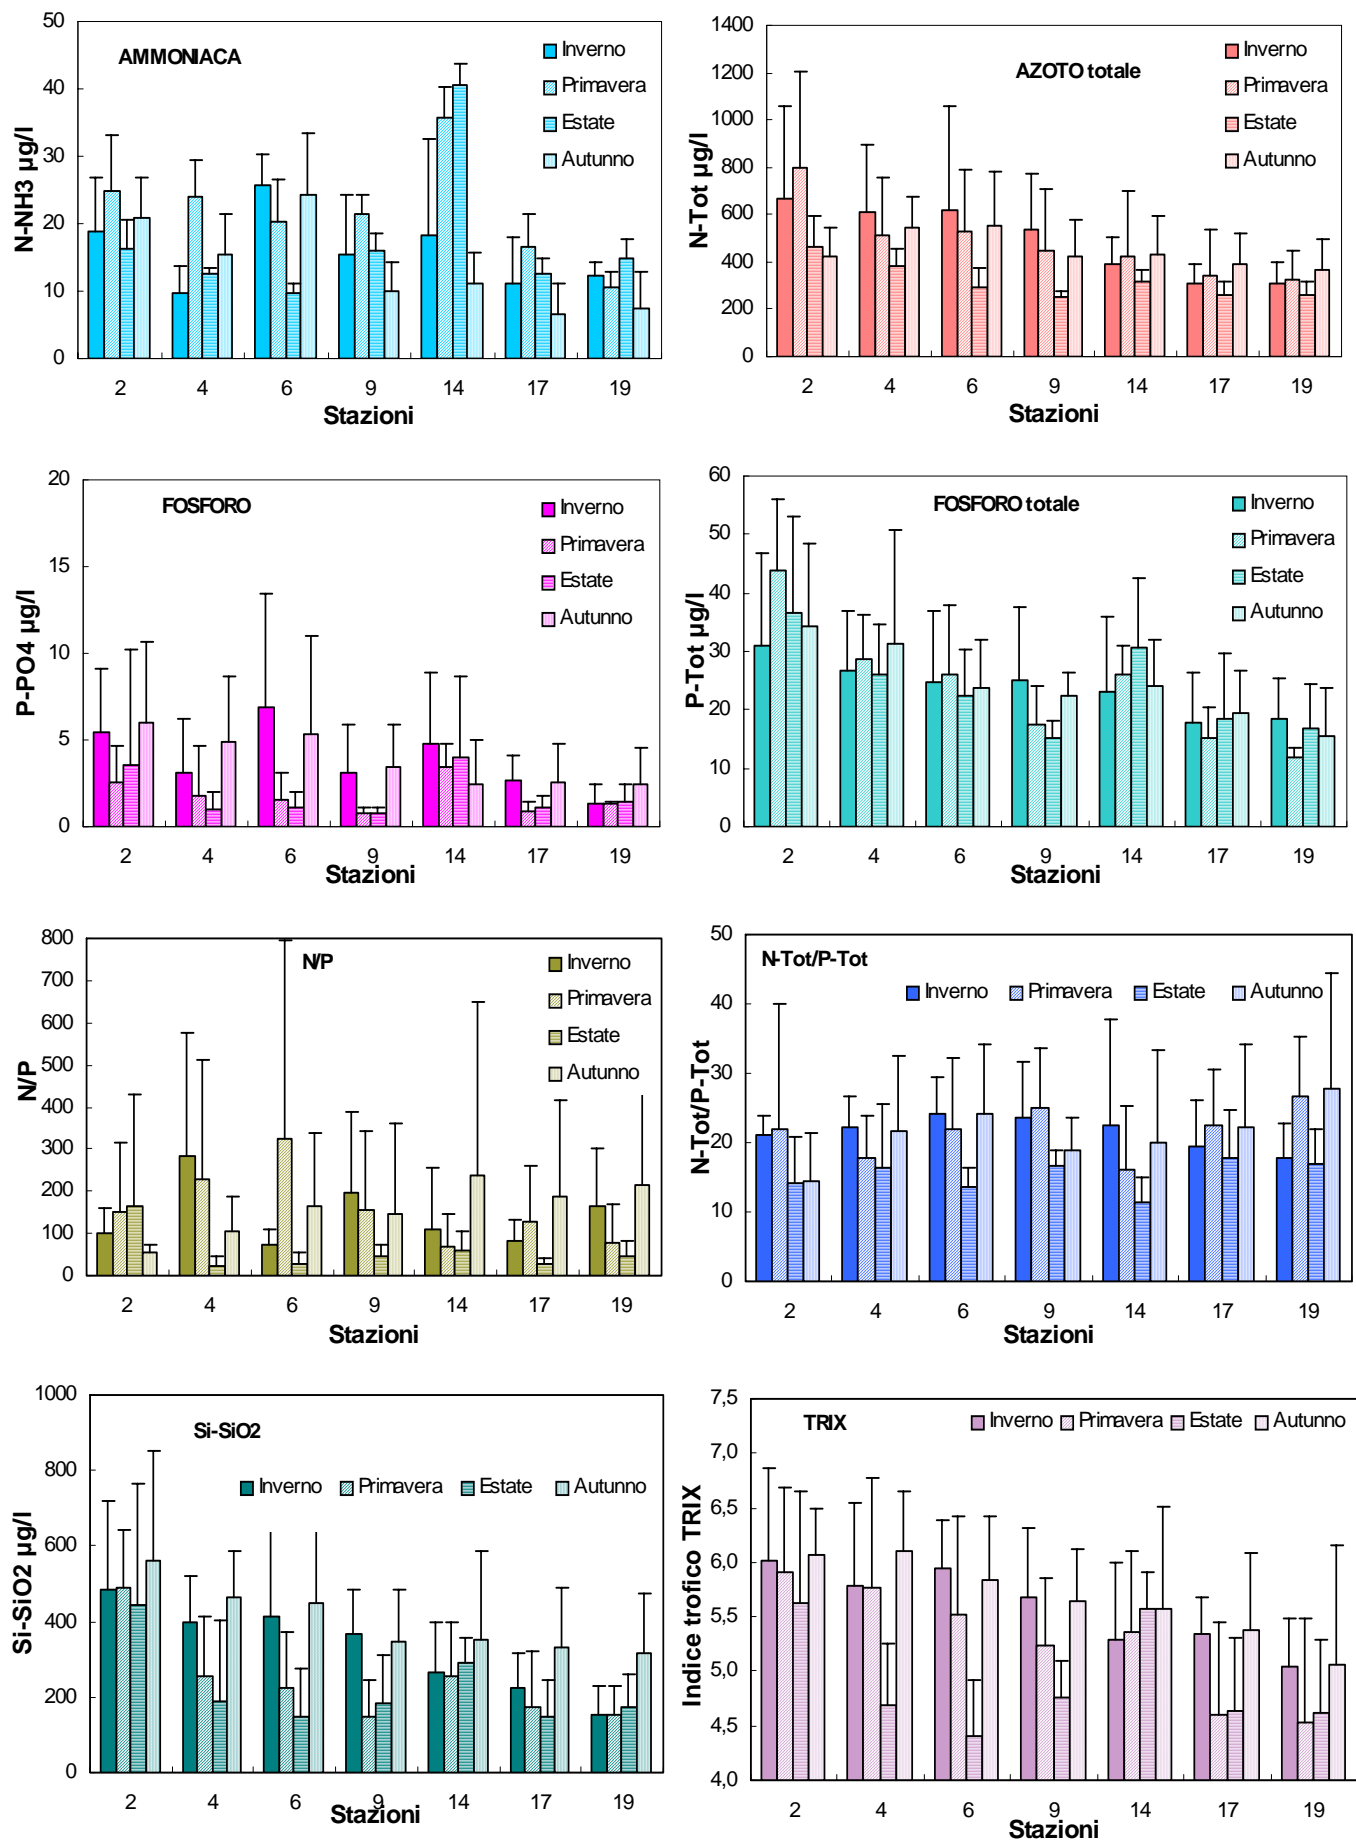 AMMONIACA
N-NH3 µg/l
50
40
30
20
10
0
Inverno
Primavera
Estate
Autunno
2 4 6 9 14 17 19
Stazioni
AZOTO totale
N-Tot µg/l
1400
1200
1000
800
600
400
200
0
Inverno
Primavera
Estate
Autunno
2 4 6 9 14 17 19
Stazioni
FOSFORO
P-PO4 µg/l
20
15
10
5
0
Inverno
Primavera
Estate
Autunno
2 4 6 9 14 17 19
Stazioni
FOSFORO totale
P-Tot µg/l
60
50
40
30
20
10
0
Inverno
Primavera
Estate
Autunno
2 4 6 9 14 17 19
Stazioni
N/P
N/P
800
700
600
500
400
300
200
100
0
Inverno
Primavera
Estate
Autunno
2 4 6 9 14 17 19
Stazioni
N-Tot/P-Tot
N-Tot/P-Tot
50
40
30
20
10
0
Inverno Primavera Estate Autunno
2 4 6 9 14 17 19
Stazioni
Si-SiO2
Si-SiO2 µg/l
1000
800
600
400
200
0
Inverno Primavera Estate Autunno
2 4 6 9 14 17 19
Stazioni
TRIX
Indice trofico TRIX
7,5
7,0
6,5
6,0
5,5
5,0
4,5
4,0
Inverno Primavera Estate Autunno
2 4 6 9 14 17 19
Stazioni